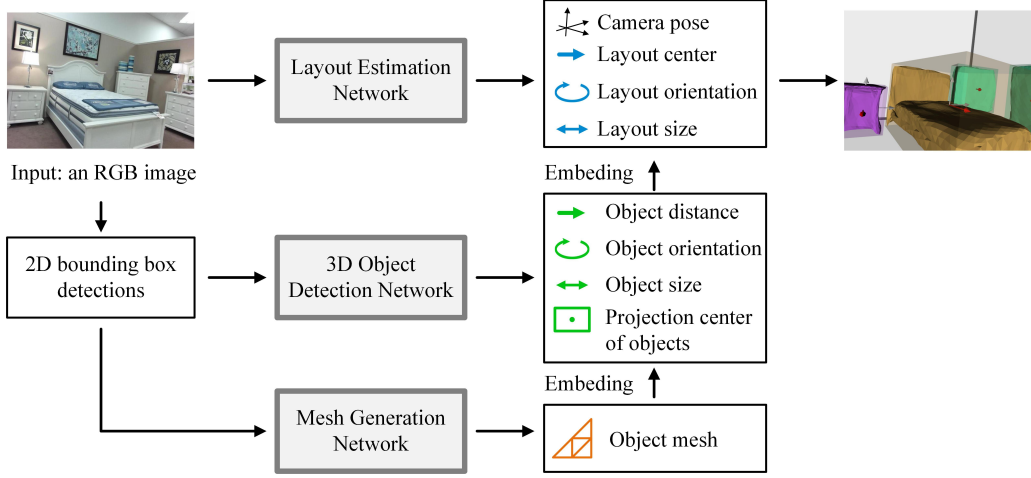 Layout Estimation
Network
Camera pose
Layout center
Layout orientation
Layout size
Input: an RGB image
Embeding
2D bounding box
detections
3D Object
Detection Network
Object distance
Object orientation
Object size
Projection center
of objects
Embeding
Mesh Generation
Network
Object mesh